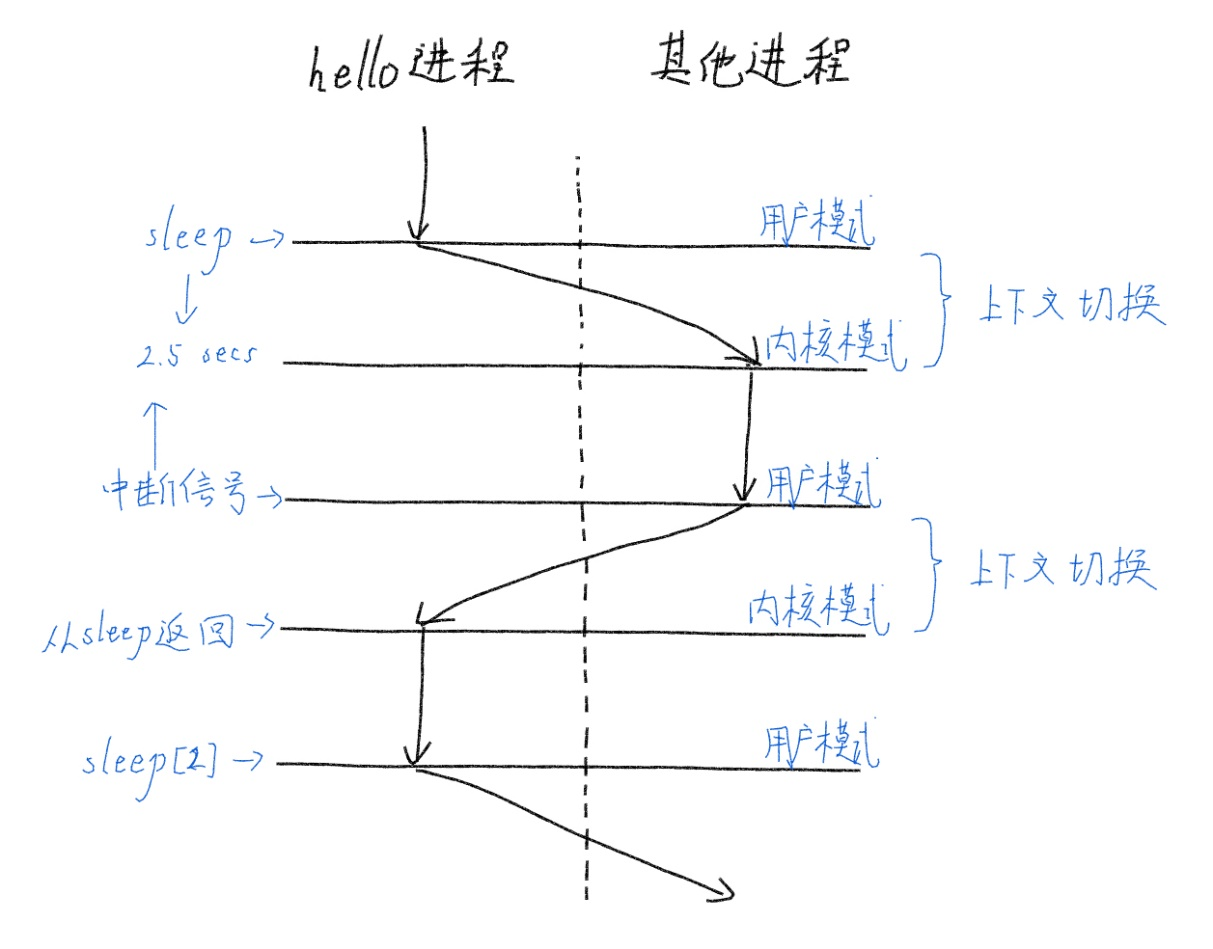 hello进程 其他进程
sleep 用户模式
上下文切换
2.5 secs 内核模式
中断信号 用户模式
上下文切换
从sleep返回 内核模式
sleep[2] 用户模式